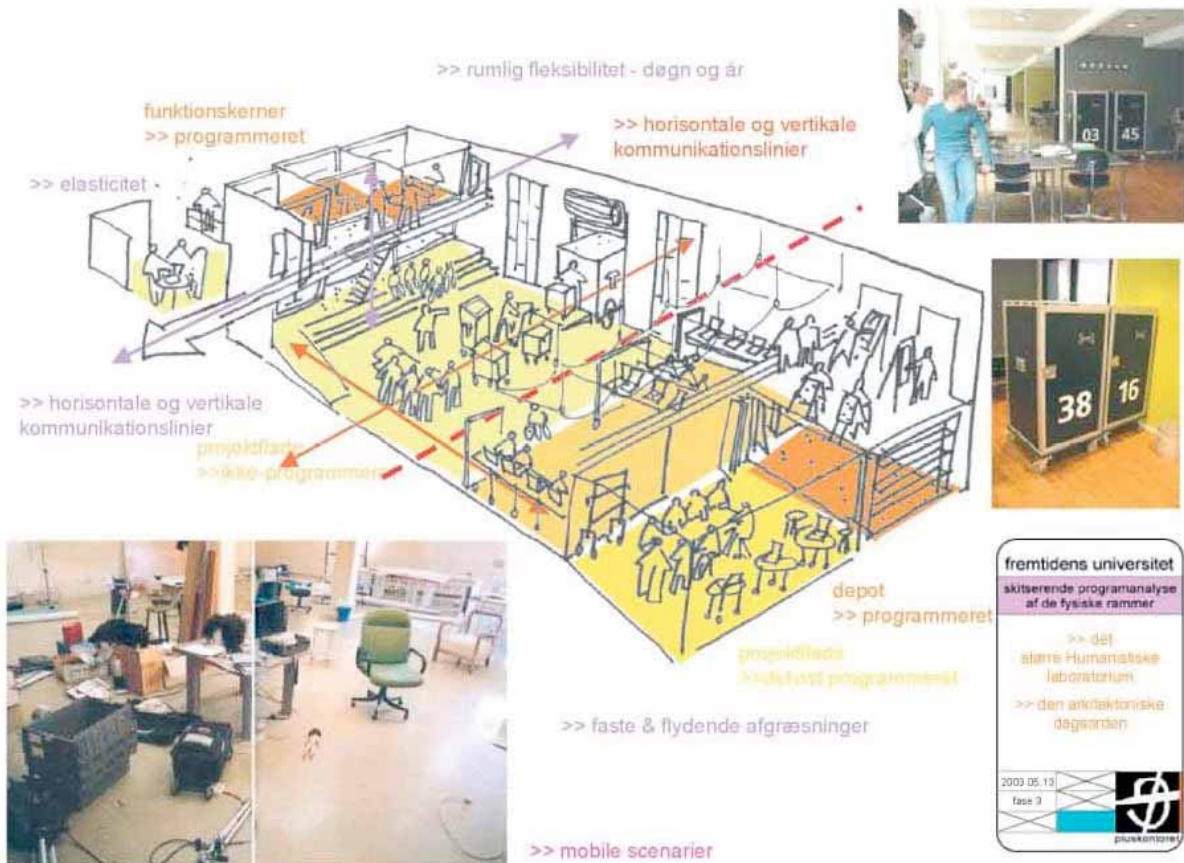 >> rumlig fleksibilitet - døgn og år
funktionskerner
>> programmeret
>> horisontale og vertikale
kommunikationslinier
>> elasticitet
03
45
>> horisontale og vertikale
kommunikationslinier
projektflade
>>ikke-programmeret
38
16
depot
>> programmeret
projektflade
>>delvist programmeret
>> faste & flydende afgræsninger
>> mobile scenarier
fremtidens universitet
skitserende programanalyse
af de fysiske rammer
>> det
større Humanistiske
laboratorium
>> den arkitektoniske
dagsorden
2003.05.13
fase 3
pluskontoret